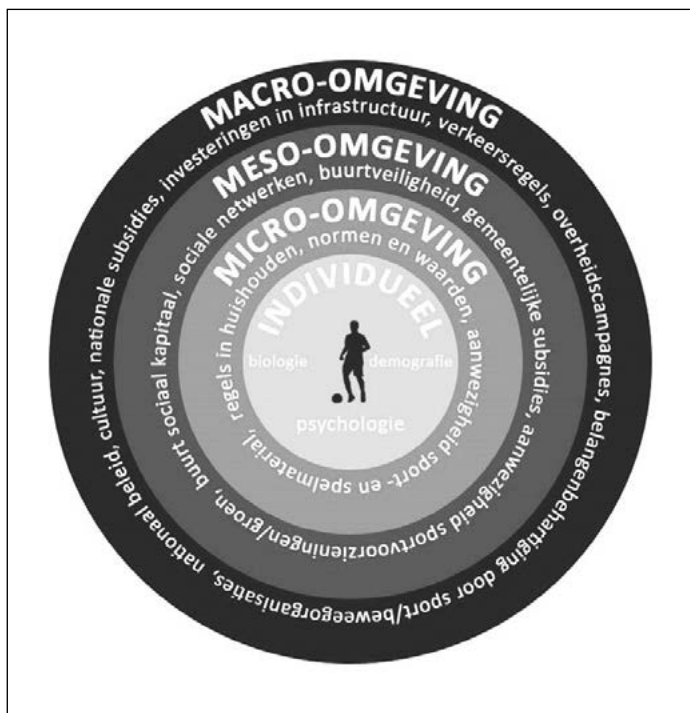 MACRO-OMGEVING
nationaal beleid, cultuur, nationale subsidies, investeringen in infrastructuur, verkeersregels, overheidscampagnes, belangenbehartiging door sport/beweegorganisaties,
MESO-OMGEVING
buurt sociaal kapitaal, sociale netwerken, buurtveiligheid, gemeentelijke subsidies, aanwezigheid sportvoorzieningen/groen,
MICRO-OMGEVING
regels in huishouden, normen en waarden, aanwezigheid sport- en spelmaterial,
INDIVIDUEEL
biologie
demografie
psychologie